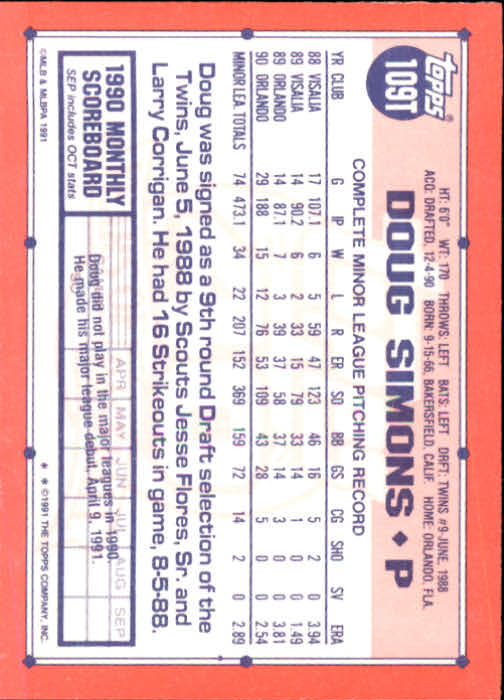 topps®
109T
HT: 6'0" WT: 170 THROWS: LEFT BATS: LEFT DRFT: TWINS #9-JUNE, 1988
ACQ: DRAFTED, 12-4-90 BORN: 9-15-66, BAKERSFIELD, CALIF. HOME: ORLANDO, FLA.
DOUG SIMONS ♦ P
COMPLETE MINOR LEAGUE PITCHING RECORD
YR CLUB G IP W L R ER SO BB GS CG SHO SV ERA
88 VISALIA 17 107.1 6 5 59 47 123 46 16 5 2 0 3.94
89 VISALIA 14 90.2 6 2 33 15 79 33 14 1 0 0 1.49
89 ORLANDO 14 87.1 7 3 39 37 58 37 14 3 0 0 3.81
90 ORLANDO 29 188 15 12 76 53 109 43 28 5 0 0 2.54
MINOR LEA. TOTALS 74 473.1 34 22 207 152 369 159 72 14 2 0 2.89
Doug was signed as a 9th round Draft selection of the
Twins, June 5, 1988 by Scouts Jesse Flores, Sr. and
Larry Corrigan. He had 16 Strikeouts in game, 8-5-88.
1990 MONTHLY
SCOREBOARD
SEP includes OCT stats
APR MAY JUN JUL AUG SEP
Doug did not play in the major leagues in 1990.
He made his major league debut, April 9, 1991.
©MLB & MLBPA 1991
* * ©1991 THE TOPPS COMPANY, INC.